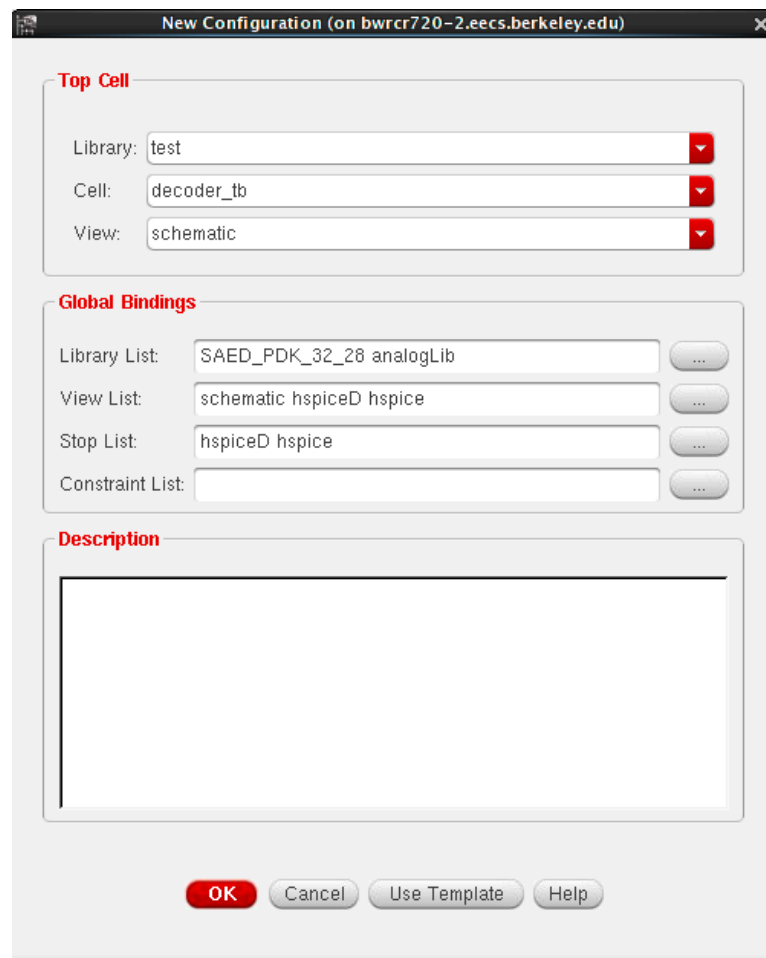 New Configuration (on bwrcr720-2.eecs.berkeley.edu)
Top Cell
Library: test
Cell: decoder_tb
View: schematic
Global Bindings
Library List: SAED_PDK_32_28 analogLib ...
View List: schematic hspiceD hspice ...
Stop List: hspiceD hspice ...
Constraint List: ...
Description
OK Cancel Use Template Help